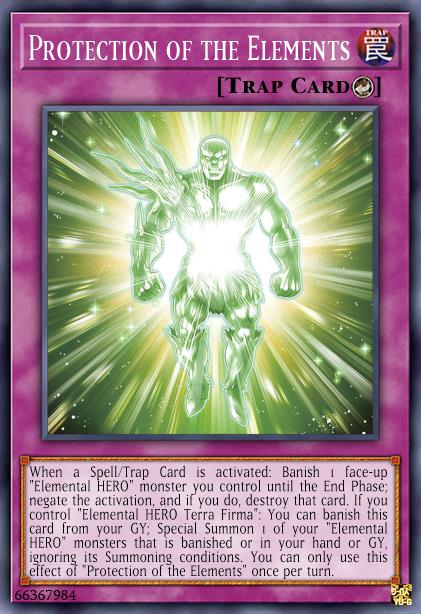 PROTECTION OF THE ELEMENTS
TRAP
罠
[TRAP CARD]
When a Spell/Trap Card is activated: Banish 1 face-up
"Elemental HERO" monster you control until the End Phase;
negate the activation, and if you do, destroy that card. If you
control "Elemental HERO Terra Firma": You can banish this
card from your GY; Special Summon 1 of your "Elemental
HERO" monsters that is banished or in your hand or GY,
ignoring its Summoning conditions. You can only use this
effect of "Protection of the Elements" once per turn.
66367984